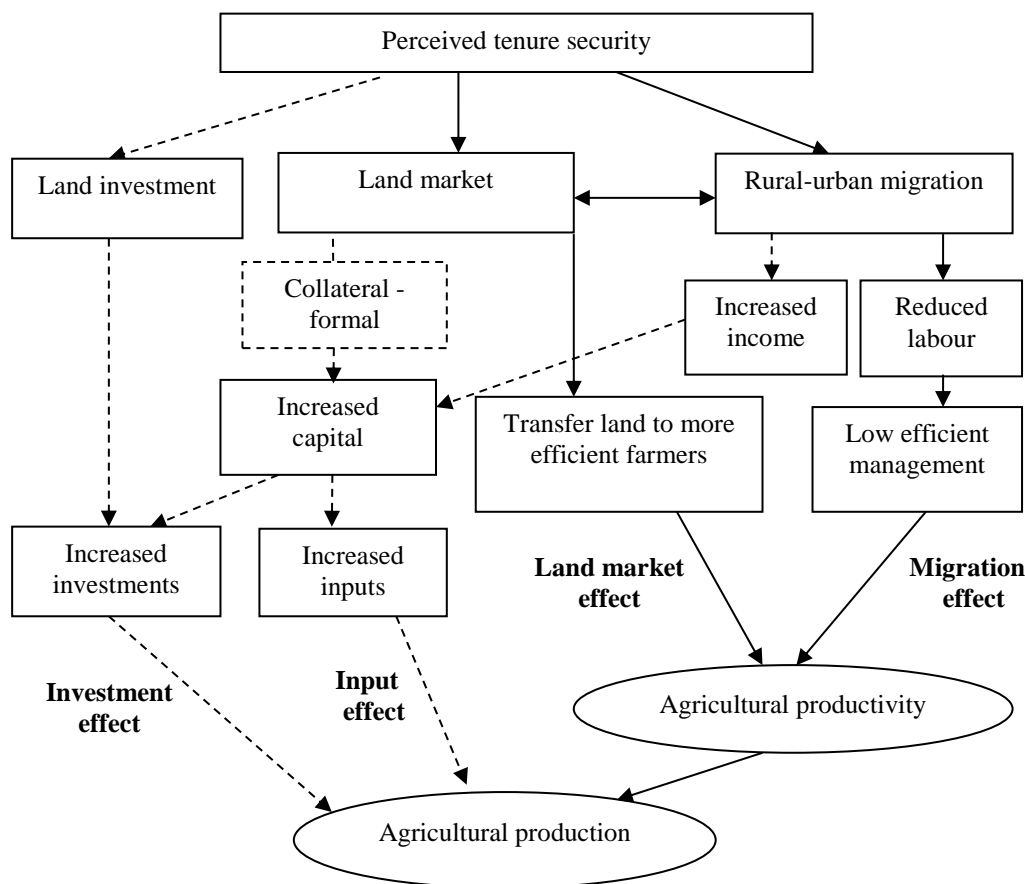 Perceived tenure security
Land investment
Land market
Rural-urban migration
Collateral -
formal
Increased
income
Reduced
labour
Increased
capital
Transfer land to more
efficient farmers
Low efficient
management
Increased
investments
Increased
inputs
Land market
effect
Migration
effect
Investment
effect
Input
effect
Agricultural productivity
Agricultural production